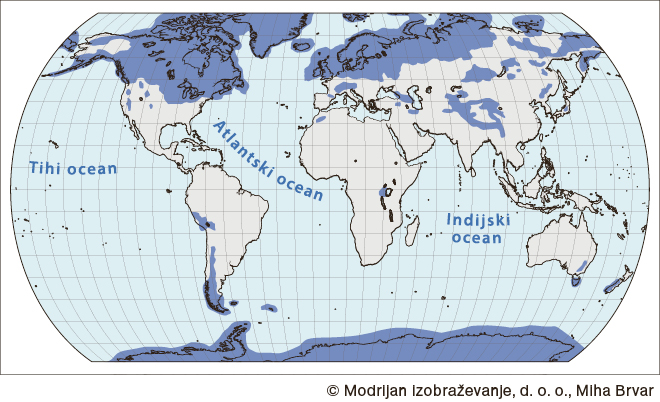 Atlantski ocean
Tihi ocean
Indijski
ocean
© Modrijan izobraževanje, d. o. o., Miha Brvar